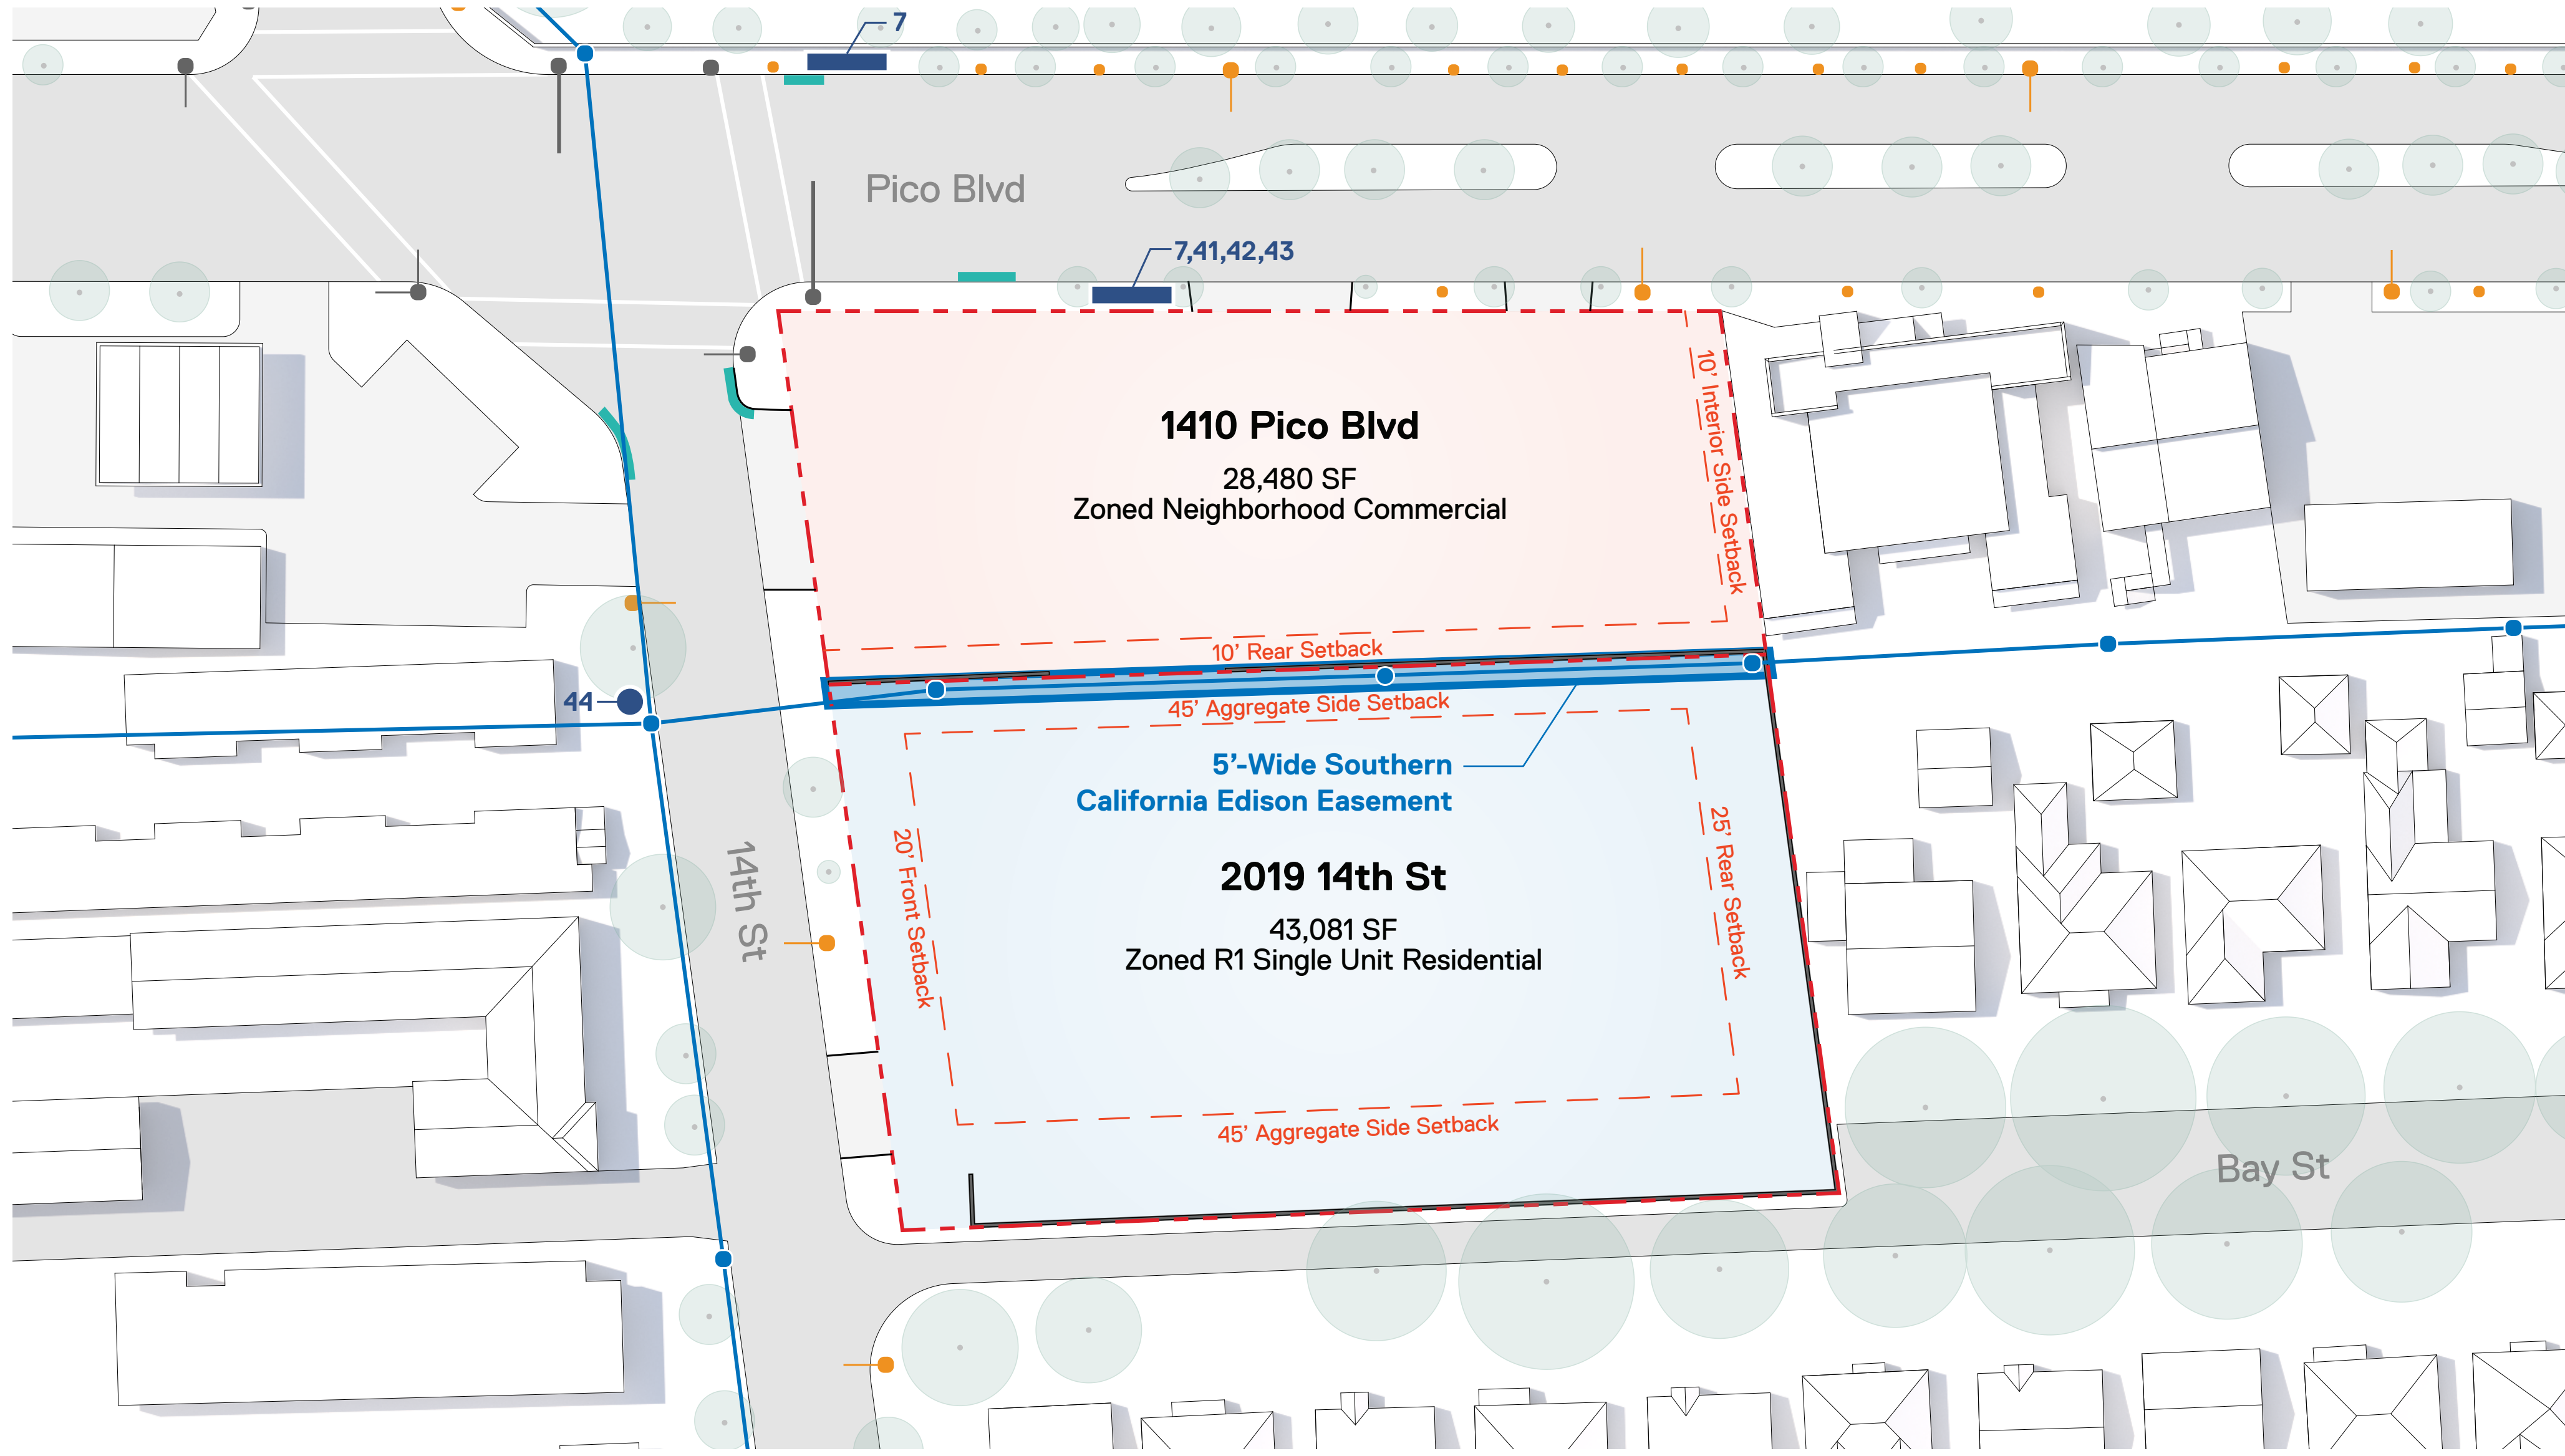 7
Pico Blvd
7,41,42,43
1410 Pico Blvd
28,480 SF
Zoned Neighborhood Commercial
10’ Interior Side Setback
10’ Rear Setback
44
45’ Aggregate Side Setback
5’-Wide Southern
California Edison Easement
14th St
20’ Front Setback
2019 14th St
43,081 SF
Zoned R1 Single Unit Residential
25’ Rear Setback
45’ Aggregate Side Setback
Bay St